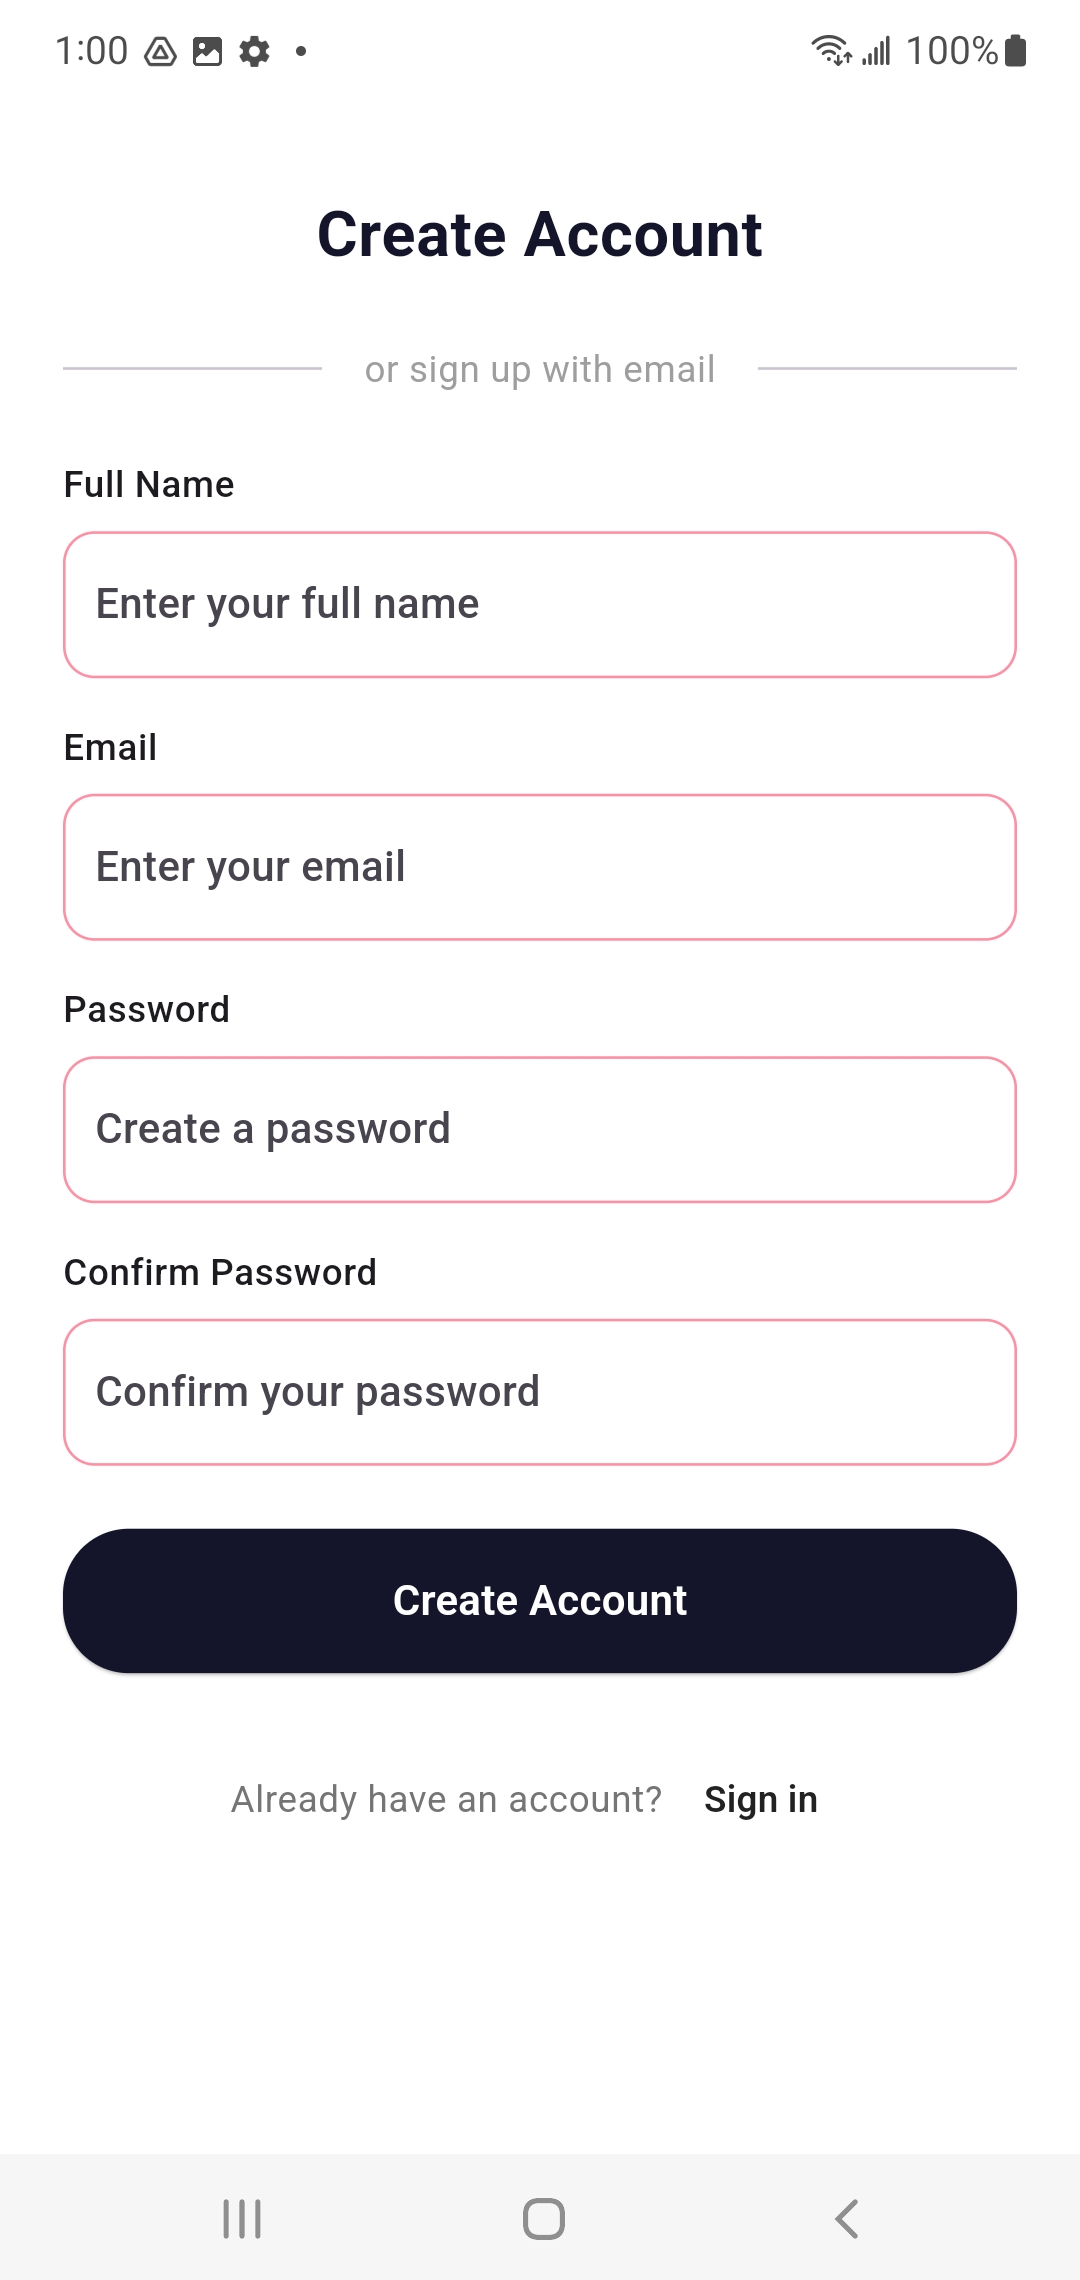 1:00 100%
Create Account
or sign up with email
Full Name
Enter your full name
Email
Enter your email
Password
Create a password
Confirm Password
Confirm your password
Create Account
Already have an account? Sign in